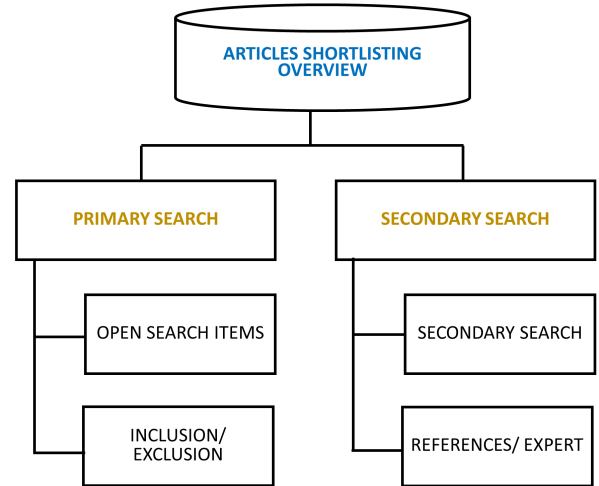 ARTICLES SHORTLISTING
OVERVIEW
PRIMARY SEARCH
SECONDARY SEARCH
OPEN SEARCH ITEMS
SECONDARY SEARCH
INCLUSION/
EXCLUSION
REFERENCES/ EXPERT